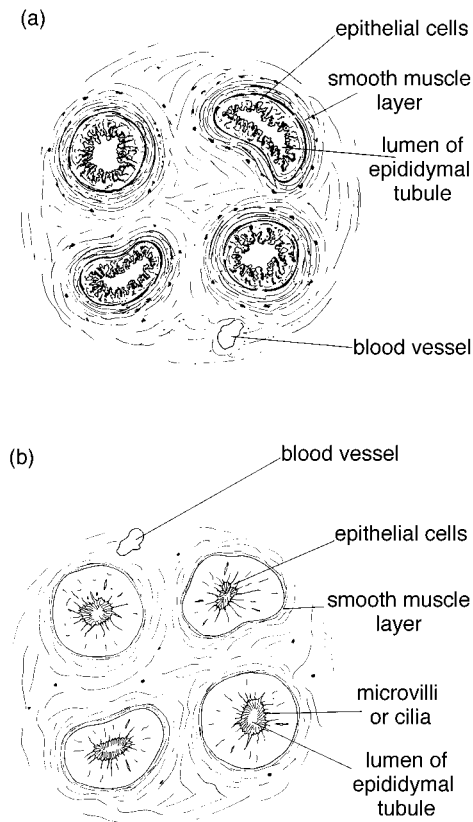 (a)
epithelial cells
smooth muscle
layer
lumen of
epididymal
tubule
blood vessel
(b)
blood vessel
epithelial cells
smooth muscle
layer
microvilli
or cilia
lumen of
epididymal
tubule